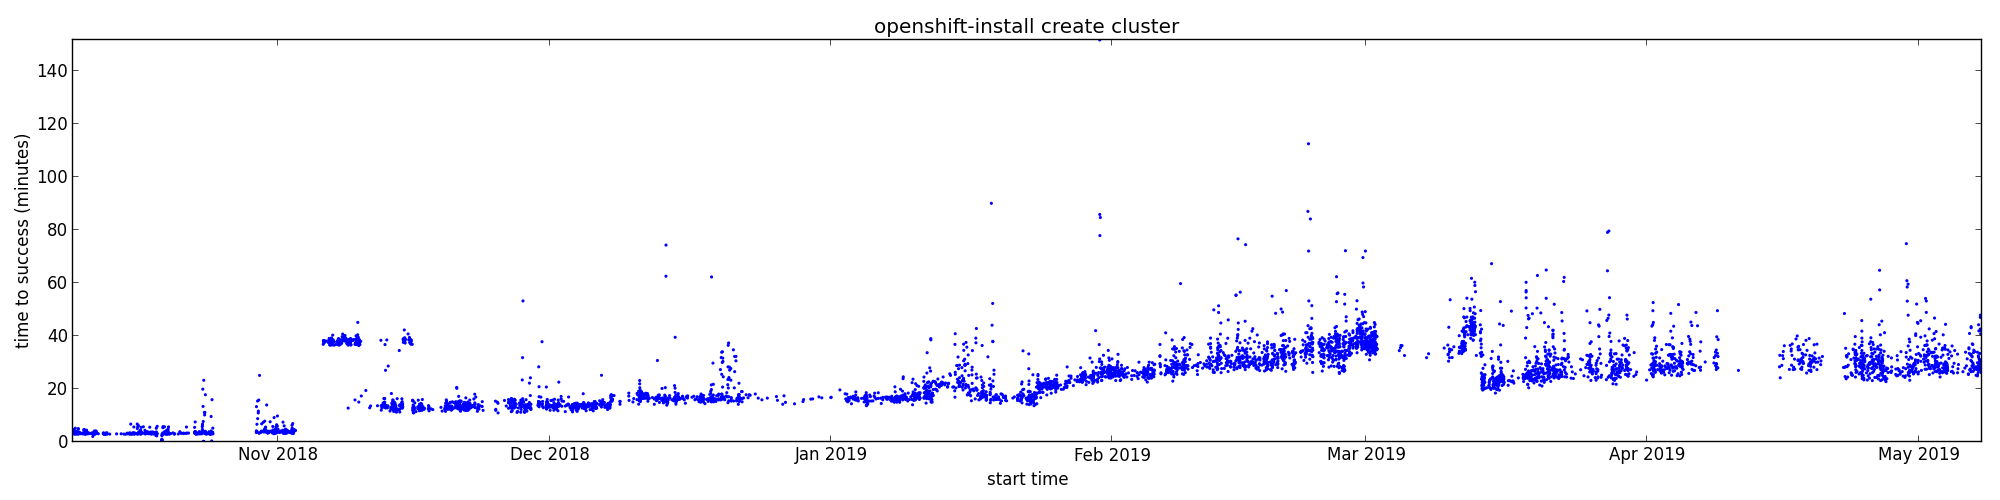 openshift-install create cluster
time to success (minutes)
140
120
100
80
60
40
20
0
Nov 2018 Dec 2018 Jan 2019 Feb 2019 Mar 2019 Apr 2019 May 2019
start time